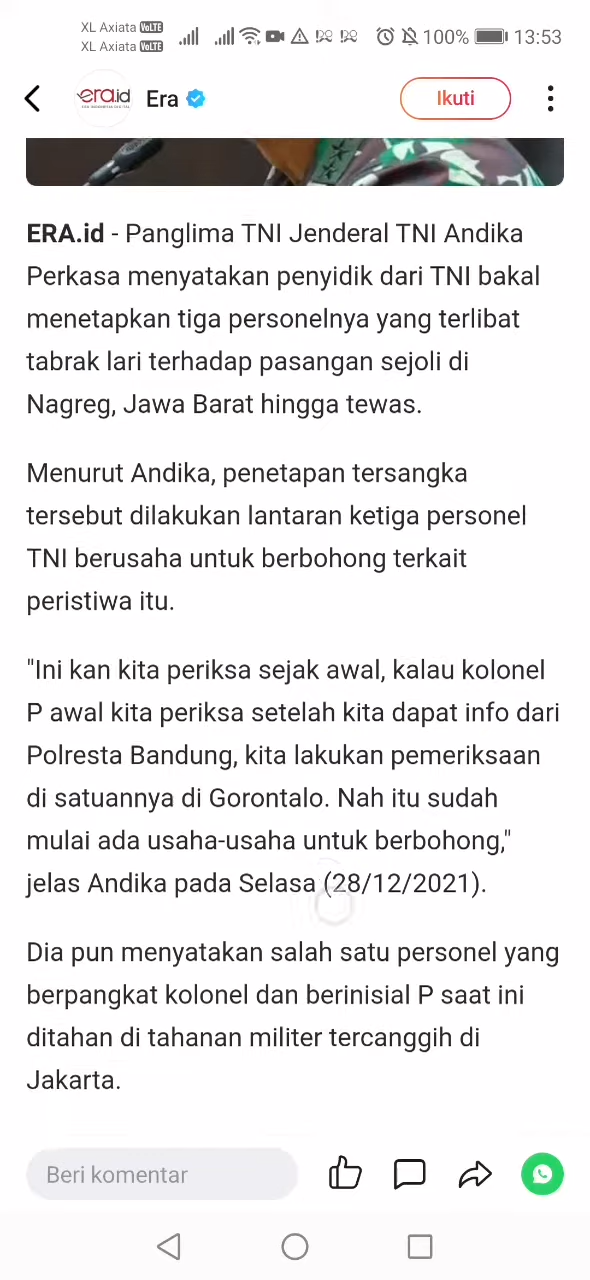 XL Axiata VoLTE
XL Axiata VoLTE
100% 13:53
era.id
Era
Ikuti
ERA.id - Panglima TNI Jenderal TNI Andika
Perkasa menyatakan penyidik dari TNI bakal
menetapkan tiga personelnya yang terlibat
tabrak lari terhadap pasangan sejoli di
Nagreg, Jawa Barat hingga tewas.
Menurut Andika, penetapan tersangka
tersebut dilakukan lantaran ketiga personel
TNI berusaha untuk berbohong terkait
peristiwa itu.
"Ini kan kita periksa sejak awal, kalau kolonel
P awal kita periksa setelah kita dapat info dari
Polresta Bandung, kita lakukan pemeriksaan
di satuannya di Gorontalo. Nah itu sudah
mulai ada usaha-usaha untuk berbohong,"
jelas Andika pada Selasa (28/12/2021).
Dia pun menyatakan salah satu personel yang
berpangkat kolonel dan berinisial P saat ini
ditahan di tahanan militer tercanggih di
Jakarta.
Beri komentar